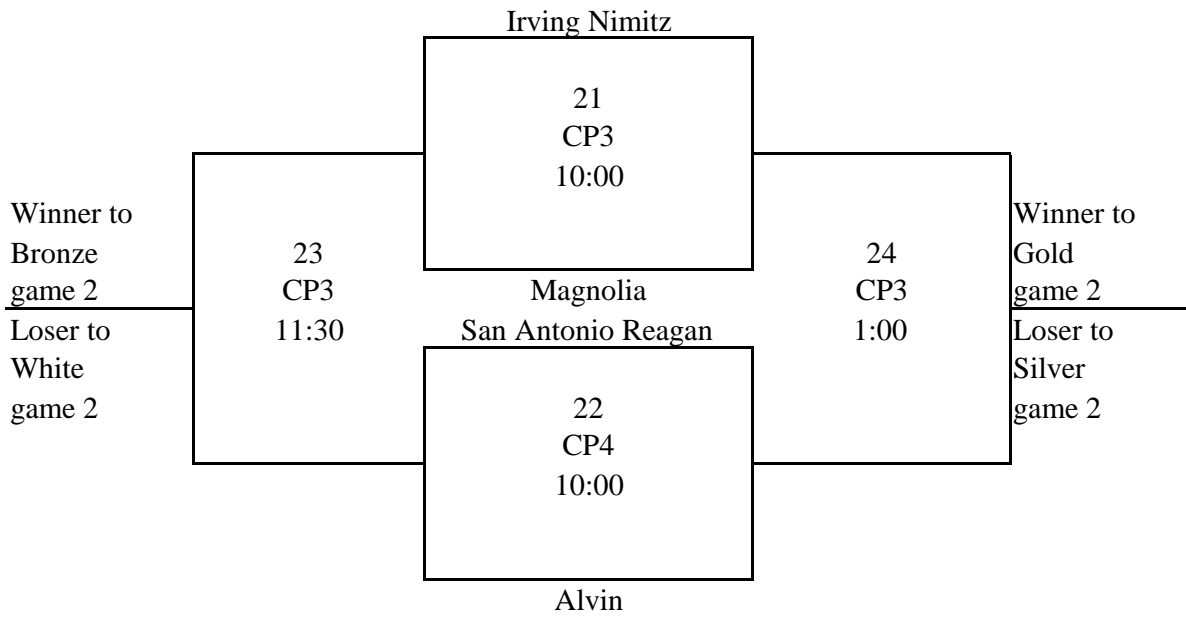 Irving Nimitz
21
CP3
10:00
Winner to
Bronze
game 2
Loser to
White
game 2
23
CP3
11:30
Magnolia
San Antonio Reagan
24
CP3
1:00
Winner to
Gold
game 2
Loser to
Silver
game 2
22
CP4
10:00
Alvin